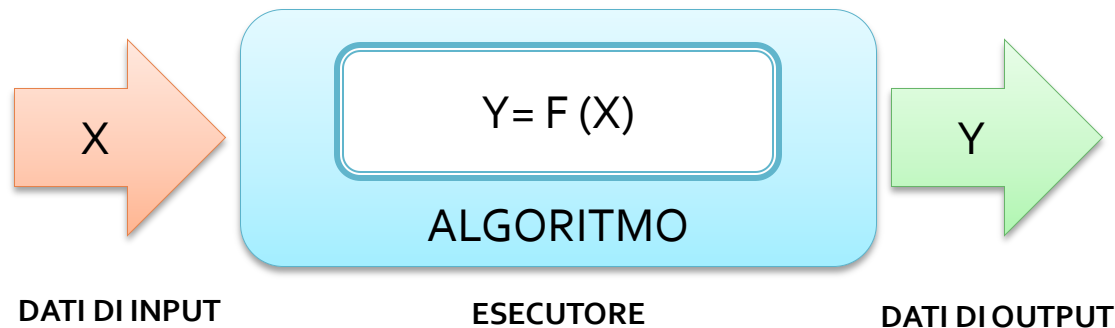 X
Y= F (X)
ALGORITMO
Y
DATI DI INPUT
ESECUTORE
DATI DI OUTPUT